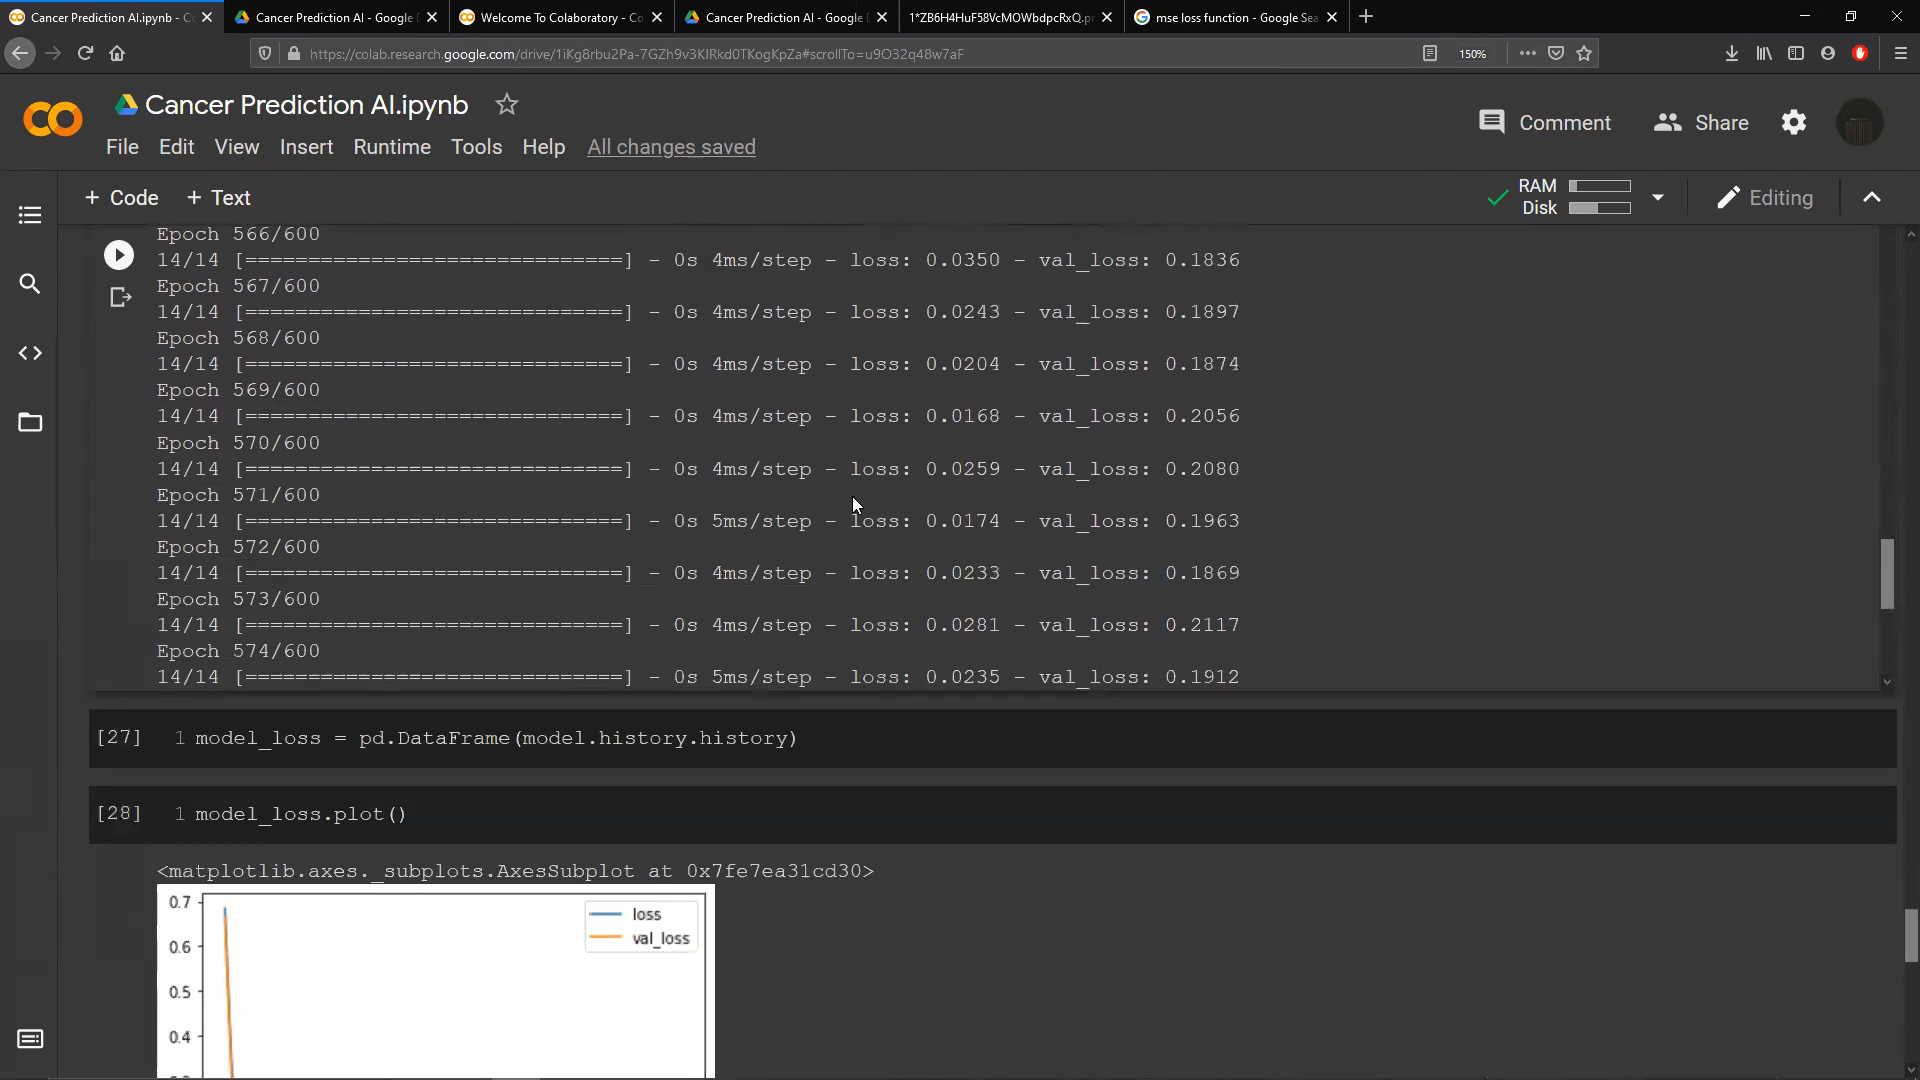 Cancer Prediction AI.ipynb - Co
Cancer Prediction AI - Google D
Welcome To Colaboratory - Co
Cancer Prediction AI - Google D
1*ZB6H4HuF58VcMOWbdpcRxQ.pn
mse loss function - Google Sea
https://colab.research.google.com/drive/1iKg8rbu2Pa-7GZh9v3KIRkd0TKogKpZa#scrollTo=u9O32q48w7aF
150%
Cancer Prediction AI.ipynb
Comment
Share
File Edit View Insert Runtime Tools Help All changes saved
+ Code + Text
RAM
Disk
Editing
Epoch 566/600
14/14 [==============================] - 0s 4ms/step - loss: 0.0350 - val_loss: 0.1836
Epoch 567/600
14/14 [==============================] - 0s 4ms/step - loss: 0.0243 - val_loss: 0.1897
Epoch 568/600
14/14 [==============================] - 0s 4ms/step - loss: 0.0204 - val_loss: 0.1874
Epoch 569/600
14/14 [==============================] - 0s 4ms/step - loss: 0.0168 - val_loss: 0.2056
Epoch 570/600
14/14 [==============================] - 0s 4ms/step - loss: 0.0259 - val_loss: 0.2080
Epoch 571/600
14/14 [==============================] - 0s 5ms/step - loss: 0.0174 - val_loss: 0.1963
Epoch 572/600
14/14 [==============================] - 0s 4ms/step - loss: 0.0233 - val_loss: 0.1869
Epoch 573/600
14/14 [==============================] - 0s 4ms/step - loss: 0.0281 - val_loss: 0.2117
Epoch 574/600
14/14 [==============================] - 0s 5ms/step - loss: 0.0235 - val_loss: 0.1912
[27] 1 model_loss = pd.DataFrame(model.history.history)
[28] 1 model_loss.plot()
<matplotlib.axes._subplots.AxesSubplot at 0x7fe7ea31cd30>
0.7
loss
val_loss
0.6
0.5
0.4